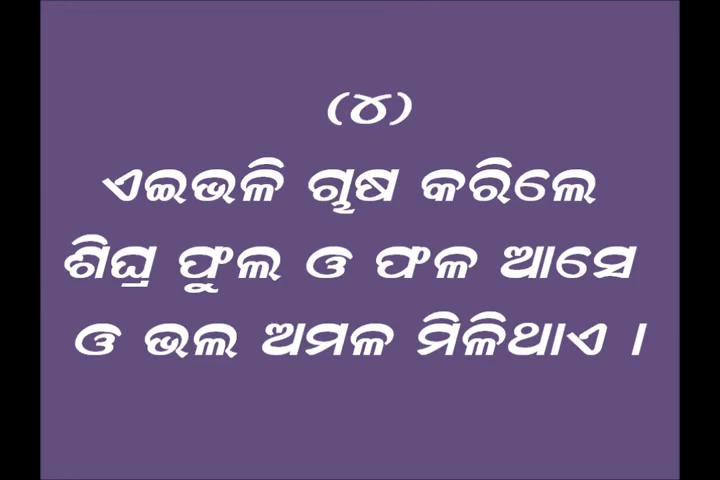 (୪)
ଏଇଭଳି ଚାଷ କରିଲେ
ଶିଘ୍ର ଫୁଲ ଓ ଫଳ ଆସେ
ଓ ଭଲ ଅମଳ ମିଳିଥାଏ ।